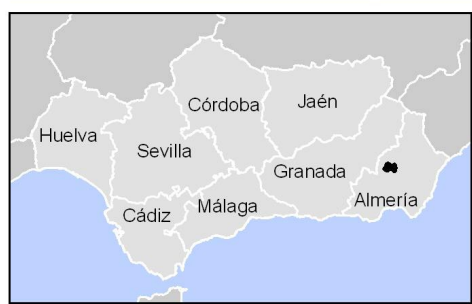 Córdoba
Jaén
Huelva
Sevilla
Granada
Cádiz
Málaga
Almería